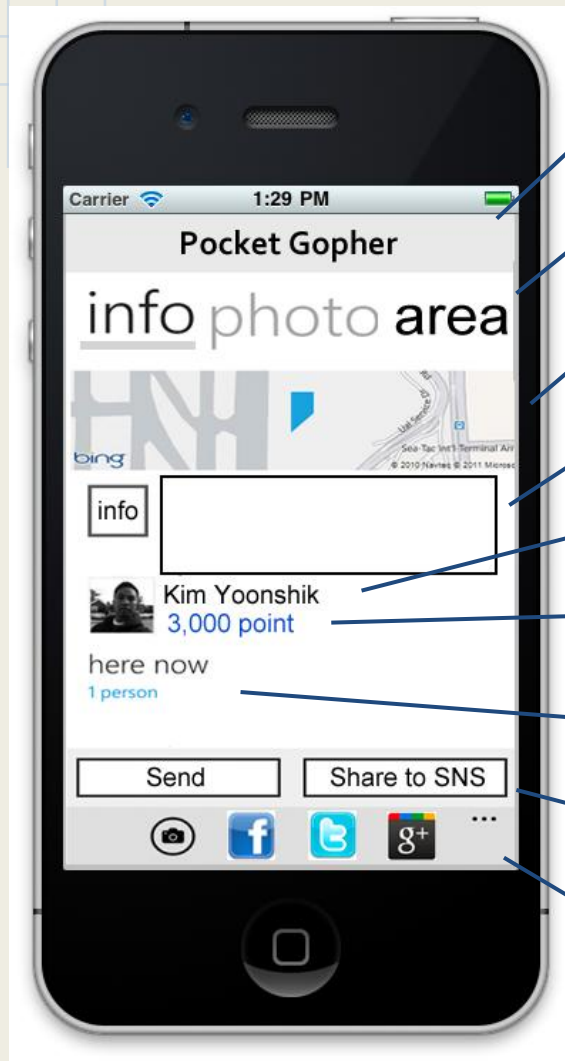 Carrier 1:29 PM
Pocket Gopher
info photo area
bing
Sea-Tac Int'l Terminal Arr
© 2010 Navteq © 2011 Microsoft
info
Kim Yoonshik
3,000 point
here now
1 person
Send Share to SNS
...
f t g+